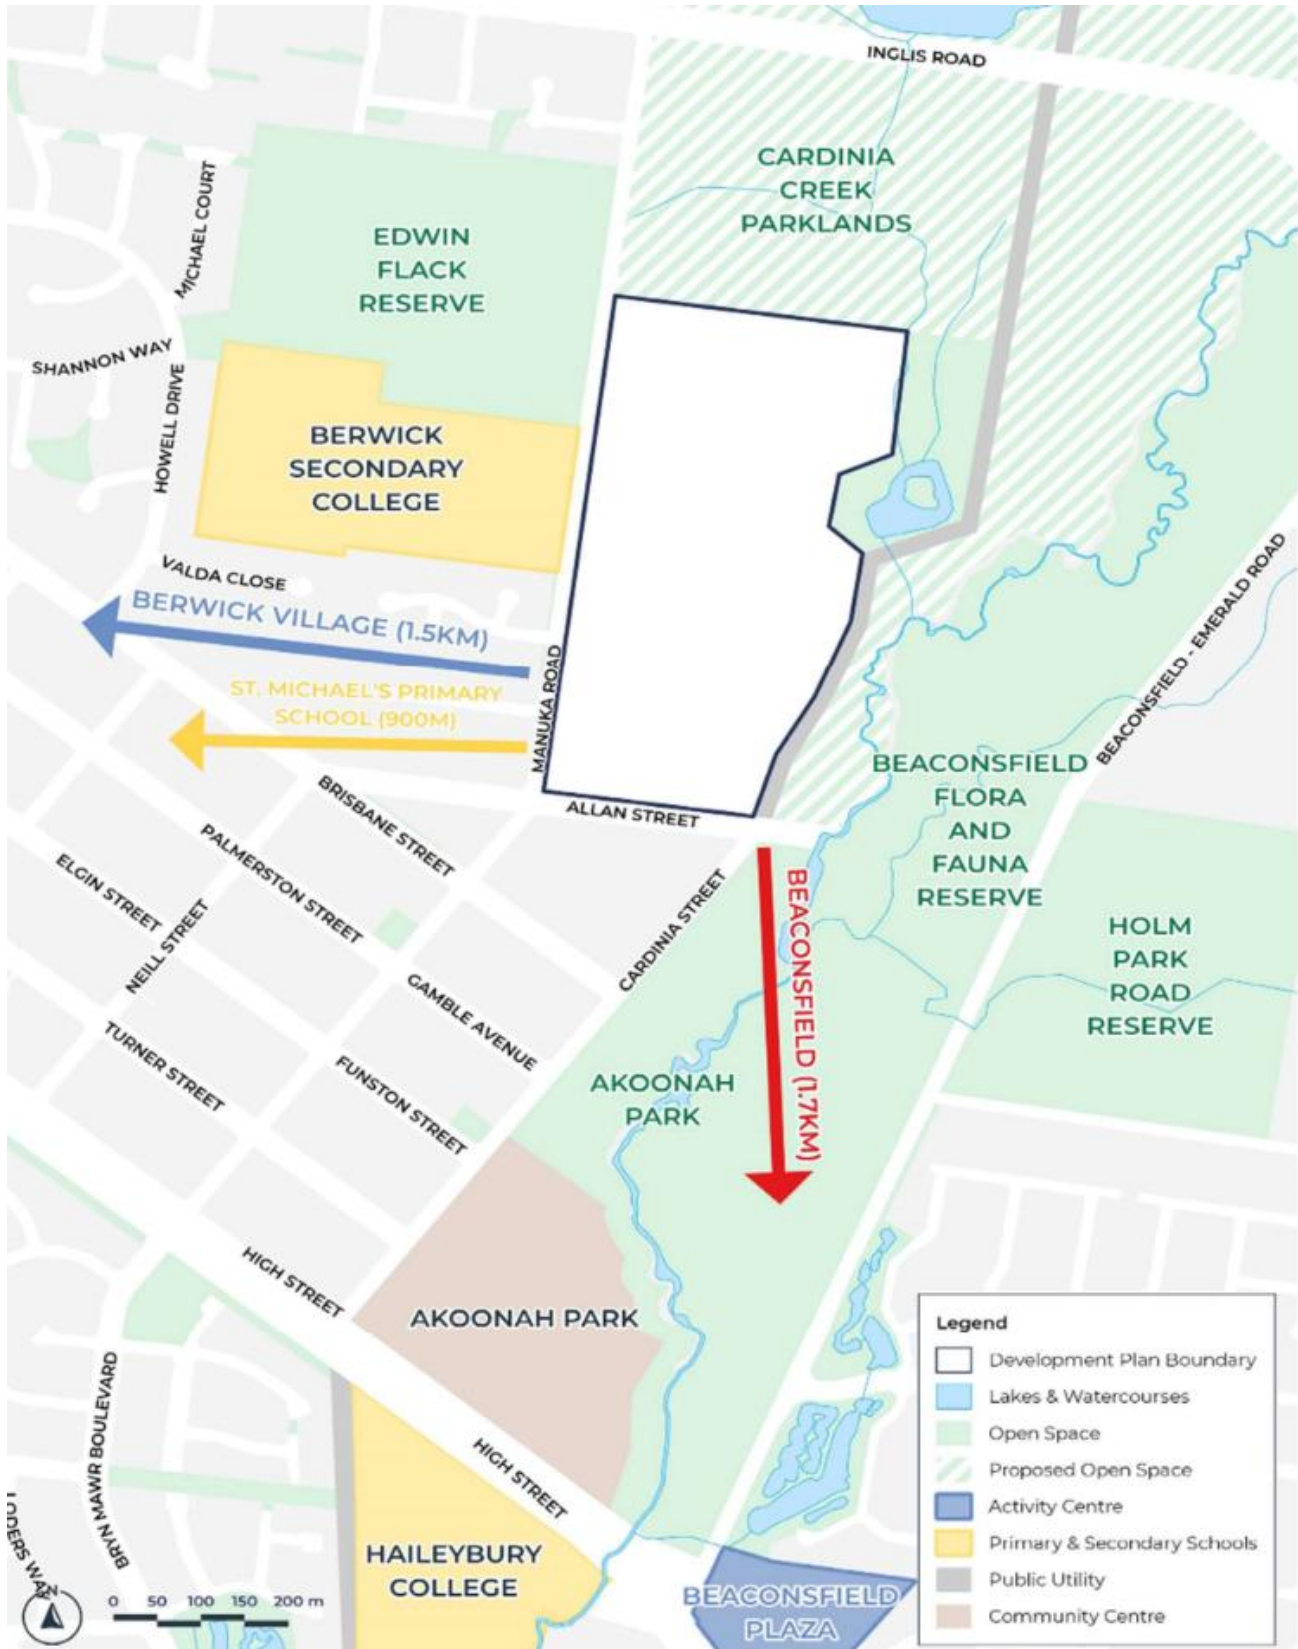 INGLIS ROAD
CARDINIA
CREEK
PARKLANDS
MICHAEL COURT
EDWIN
FLACK
RESERVE
SHANNON WAY
HOWELL DRIVE
BERWICK
SECONDARY
COLLEGE
VALDA CLOSE
BERWICK VILLAGE (1.5KM)
ST. MICHAEL'S PRIMARY
SCHOOL (900M)
MANUKA ROAD
BEACONSFIELD - EMERALD ROAD
ALLAN STREET
BEACONSFIELD
FLORA
AND
FAUNA
RESERVE
BRISBANE STREET
PALMERSTON STREET
ELGIN STREET
NEILL STREET
CARDINIA STREET
BEACONSFIELD (1.7KM)
HOLM
PARK
ROAD
RESERVE
GAMBLE AVENUE
TURNER STREET
FUNSTON STREET
AKOONAH
PARK
HIGH STREET
AKOONAH PARK
BRYN MAWR BOULEVARD
HIGH STREET
HAILEYBURY
COLLEGE
BEACONSFIELD
PLAZA
Legend
Development Plan Boundary
Lakes & Watercourses
Open Space
Proposed Open Space
Activity Centre
Primary & Secondary Schools
Public Utility
Community Centre
N
0 50 100 150 200 m